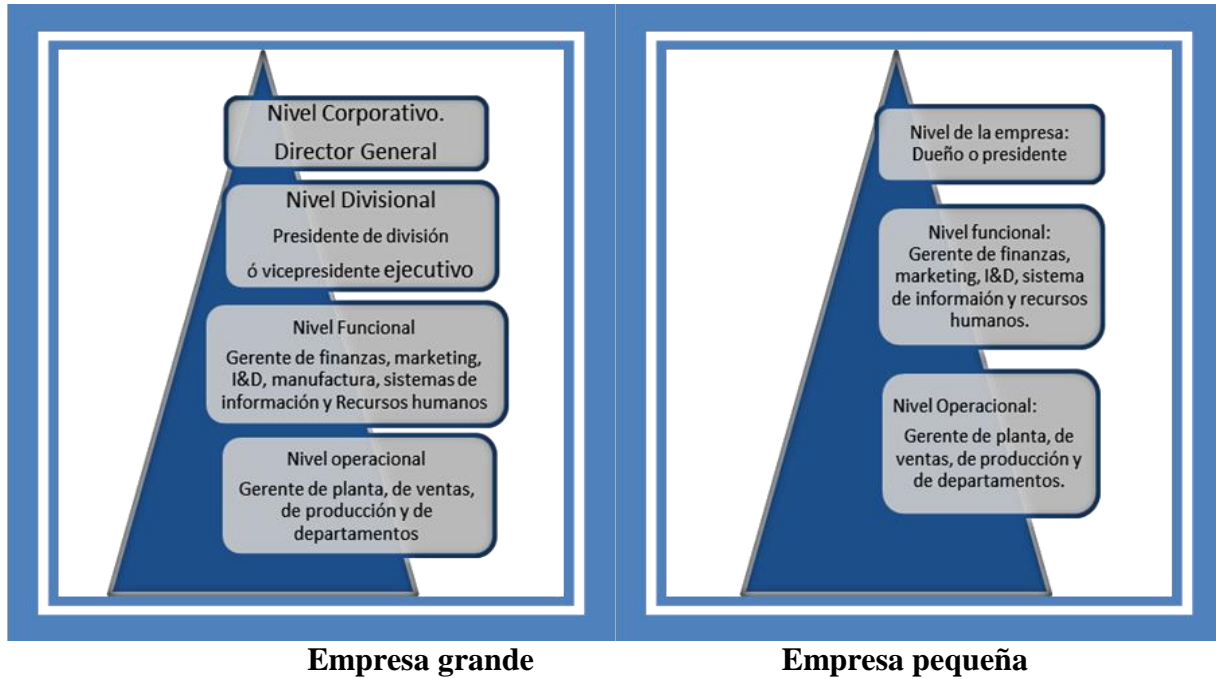 Nivel Corporativo.
Director General
Nivel Divisional
Presidente de división
ó vicepresidente ejecutivo
Nivel Funcional
Gerente de finanzas, marketing,
I&D, manufactura, sistemas de
información y Recursos humanos
Nivel operacional
Gerente de planta, de ventas,
de producción y de
departamentos
Nivel de la empresa:
Dueño o presidente
Nivel funcional:
Gerente de finanzas,
marketing, I&D, sistema
de informaión y recursos
humanos.
Nivel Operacional:
Gerente de planta, de
ventas, de producción y
de departamentos.
Empresa grande
Empresa pequeña